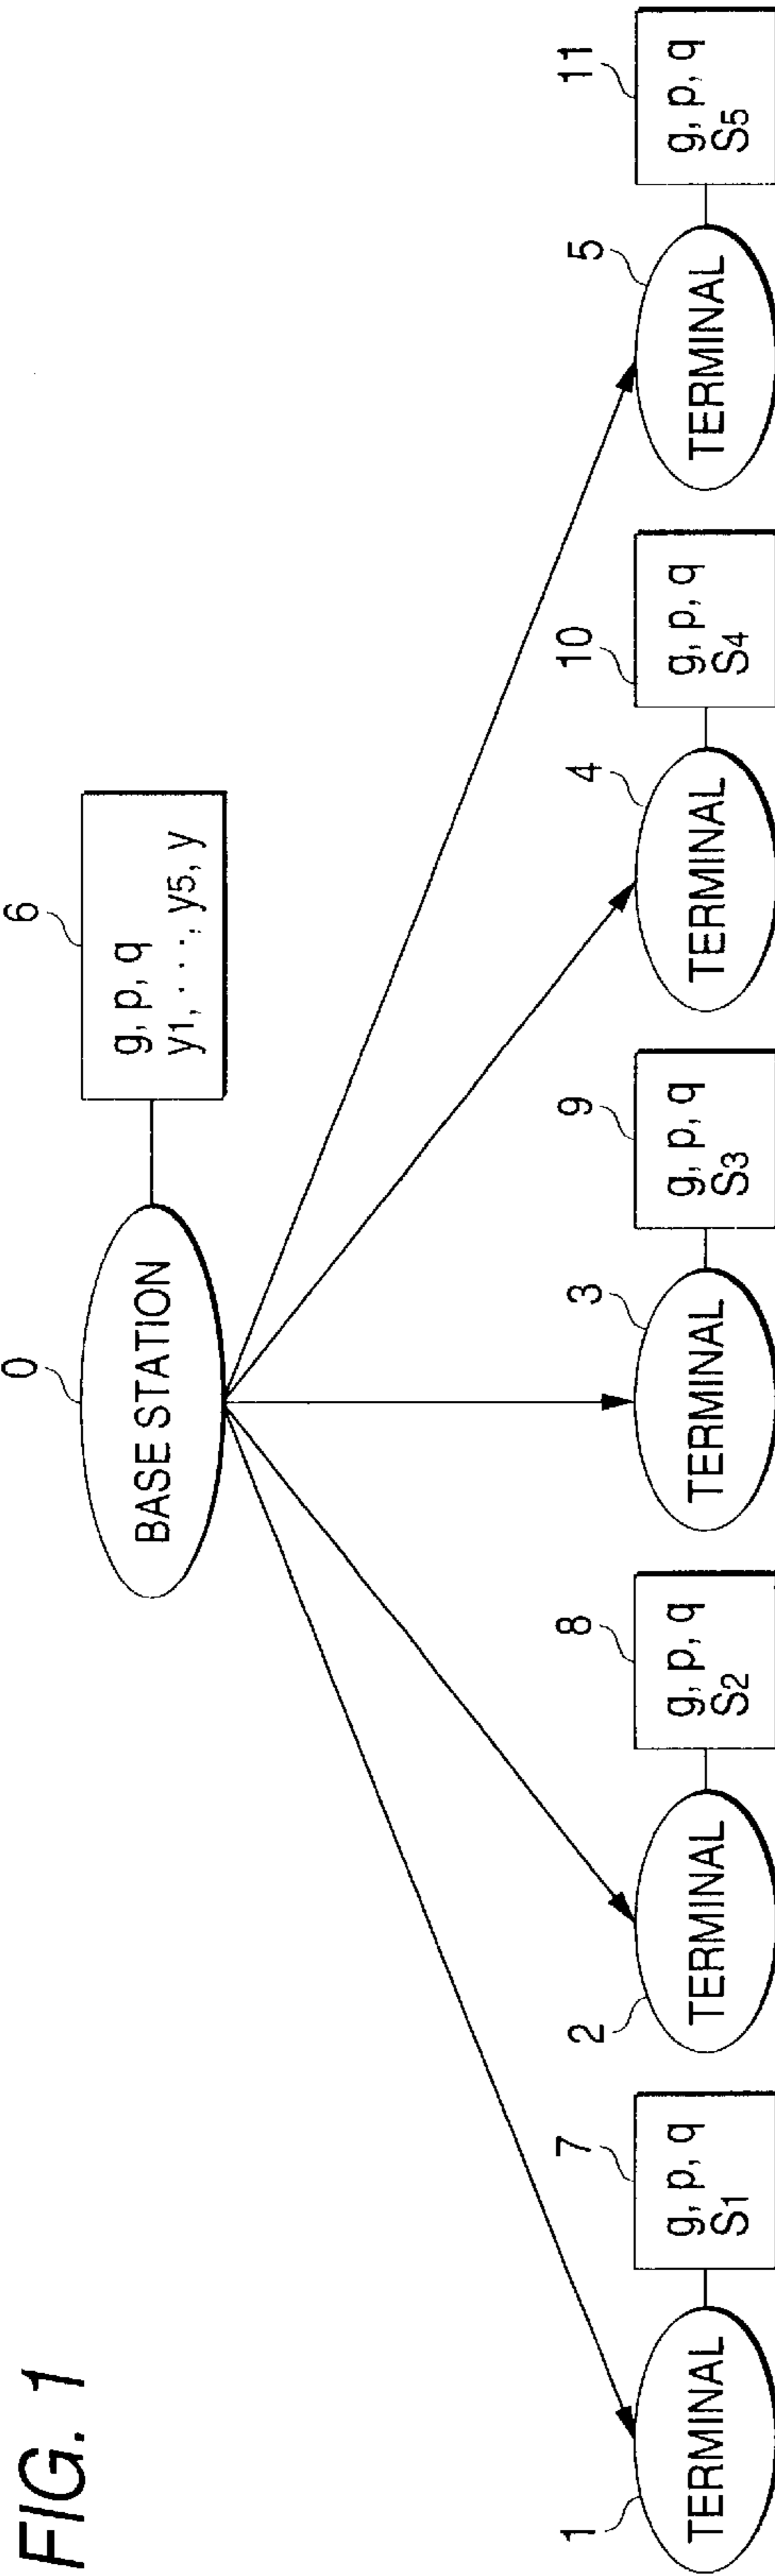 FIG. 1
0
BASE STATION
6
g, p, q
y1, · · ·, y5, y
1
TERMINAL
7
g, p, q
S1
2
TERMINAL
8
g, p, q
S2
3
TERMINAL
9
g, p, q
S3
4
TERMINAL
10
g, p, q
S4
5
TERMINAL
11
g, p, q
S5